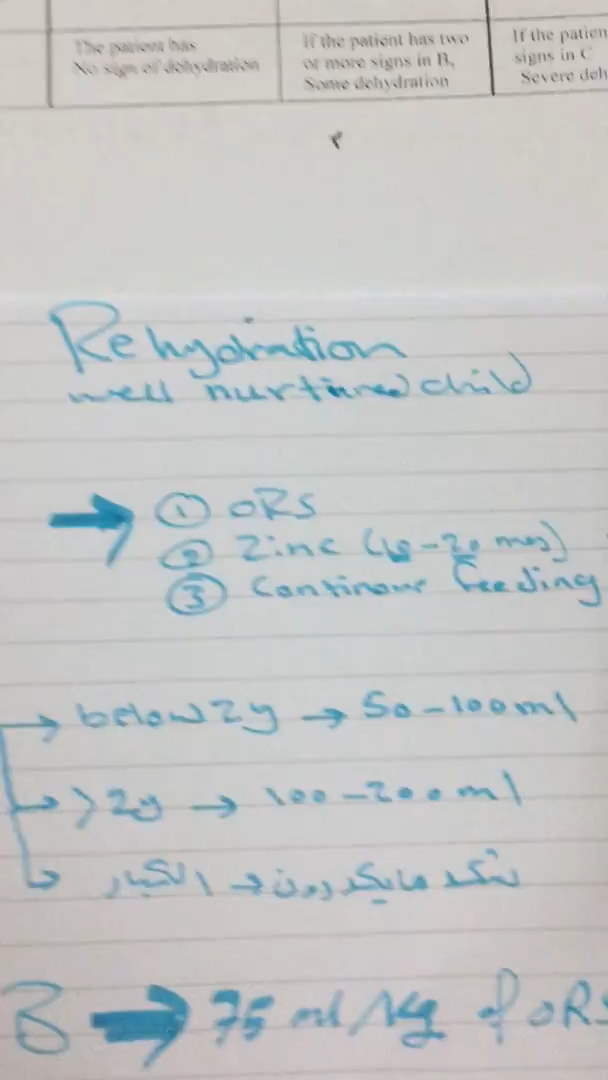 The patient has
No sign of dehydration
If the patient has two
or more signs in B,
Some dehydration
If the patien
signs in C
Severe deh
٢
Rehydration
well nurtired child
① ORS
② Zinc (10-20 mg)
③ Continous feeding
below 2y → 50-100ml
>2y → 100-200ml
الكبار → شكد مايكدرون
B → 75 ml/kg of ORS